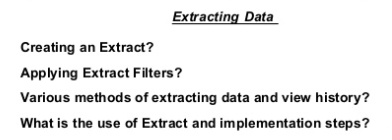 Extracting Data
Creating an Extract?
Applying Extract Filters?
Various methods of extracting data and view history?
What is the use of Extract and implementation steps?